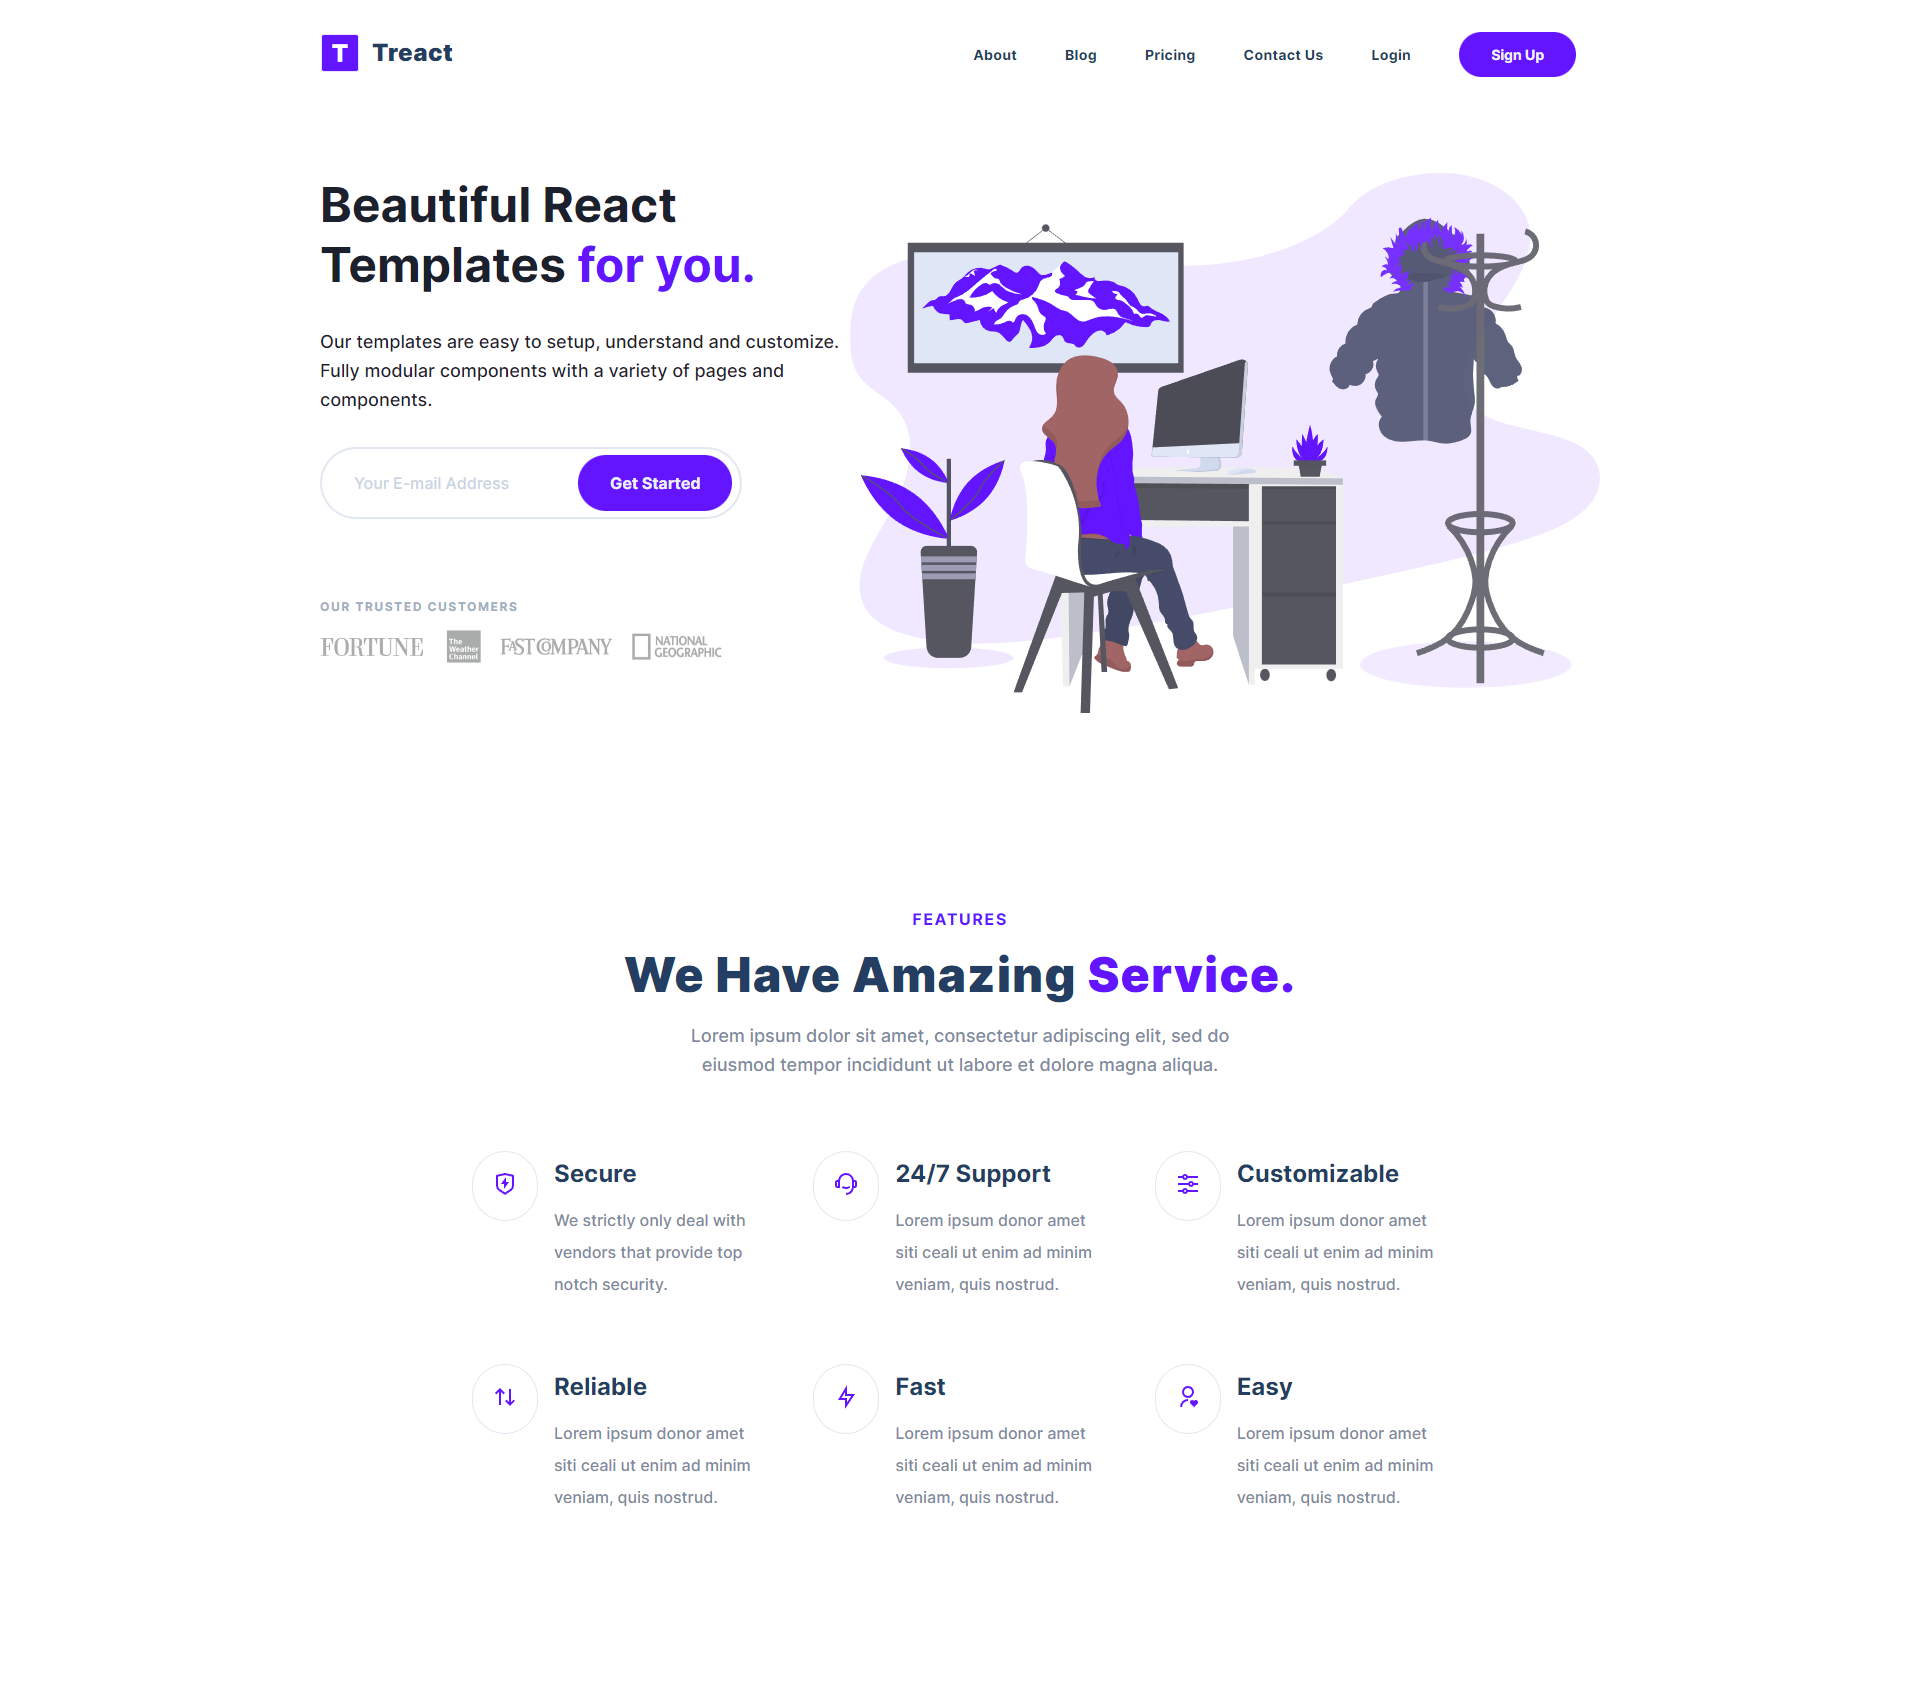 T Treact
About Blog Pricing Contact Us Login Sign Up
Beautiful React
Templates for you.
Our templates are easy to setup, understand and customize.
Fully modular components with a variety of pages and
components.
Your E-mail Address Get Started
OUR TRUSTED CUSTOMERS
FORTUNE
The
Weather
Channel
FASTCOMPANY
NATIONAL
GEOGRAPHIC
FEATURES
We Have Amazing Service.
Lorem ipsum dolor sit amet, consectetur adipiscing elit, sed do
eiusmod tempor incididunt ut labore et dolore magna aliqua.
Secure
We strictly only deal with
vendors that provide top
notch security.
24/7 Support
Lorem ipsum donor amet
siti ceali ut enim ad minim
veniam, quis nostrud.
Customizable
Lorem ipsum donor amet
siti ceali ut enim ad minim
veniam, quis nostrud.
Reliable
Lorem ipsum donor amet
siti ceali ut enim ad minim
veniam, quis nostrud.
Fast
Lorem ipsum donor amet
siti ceali ut enim ad minim
veniam, quis nostrud.
Easy
Lorem ipsum donor amet
siti ceali ut enim ad minim
veniam, quis nostrud.